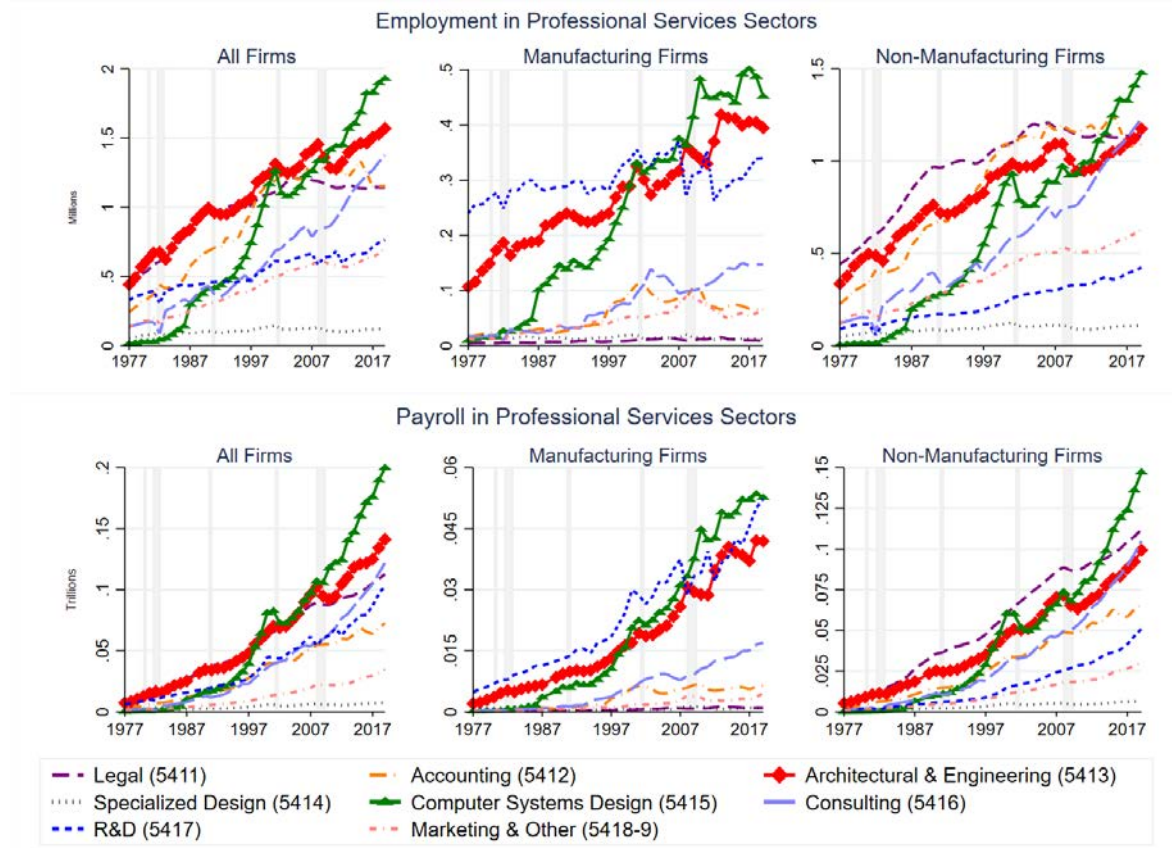 Employment in Professional Services Sectors
All Firms
Manufacturing Firms
Non-Manufacturing Firms
Millions
2
1.5
1
.5
0
1977 1987 1997 2007 2017
.5
.4
.3
.2
.1
0
1977 1987 1997 2007 2017
1.5
1
.5
0
1977 1987 1997 2007 2017
Payroll in Professional Services Sectors
All Firms
Manufacturing Firms
Non-Manufacturing Firms
Trillions
.2
.15
.1
.05
0
1977 1987 1997 2007 2017
.06
.045
.03
.015
0
1977 1987 1997 2007 2017
.15
.125
.1
.075
.05
.025
0
1977 1987 1997 2007 2017
Legal (5411)
Accounting (5412)
Architectural & Engineering (5413)
Specialized Design (5414)
Computer Systems Design (5415)
Consulting (5416)
R&D (5417)
Marketing & Other (5418-9)